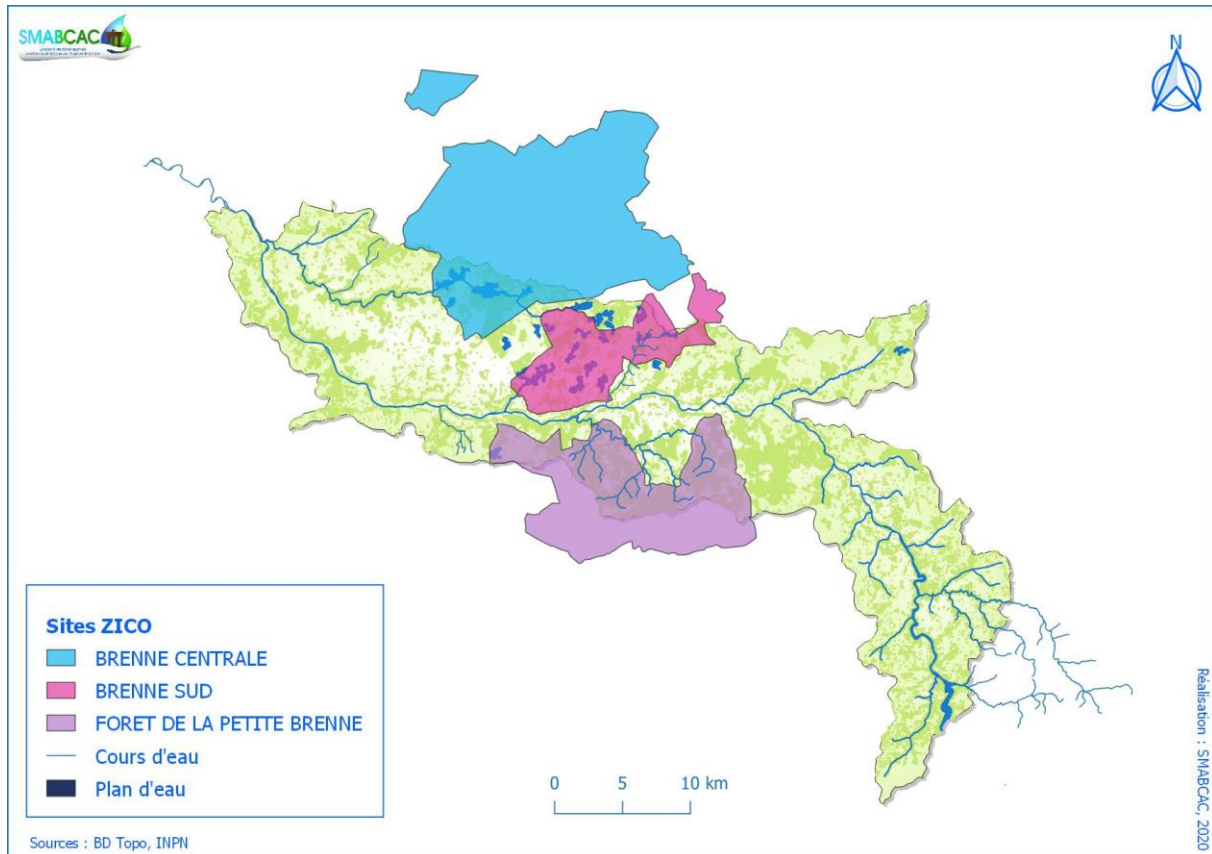 SMABCAC
N
Sites ZICO
BRENNE CENTRALE
BRENNE SUD
FORET DE LA PETITE BRENNE
Cours d'eau
Plan d'eau
0 5 10 km
Sources : BD Topo, INPN
Réalisation : SMABCAC, 2020